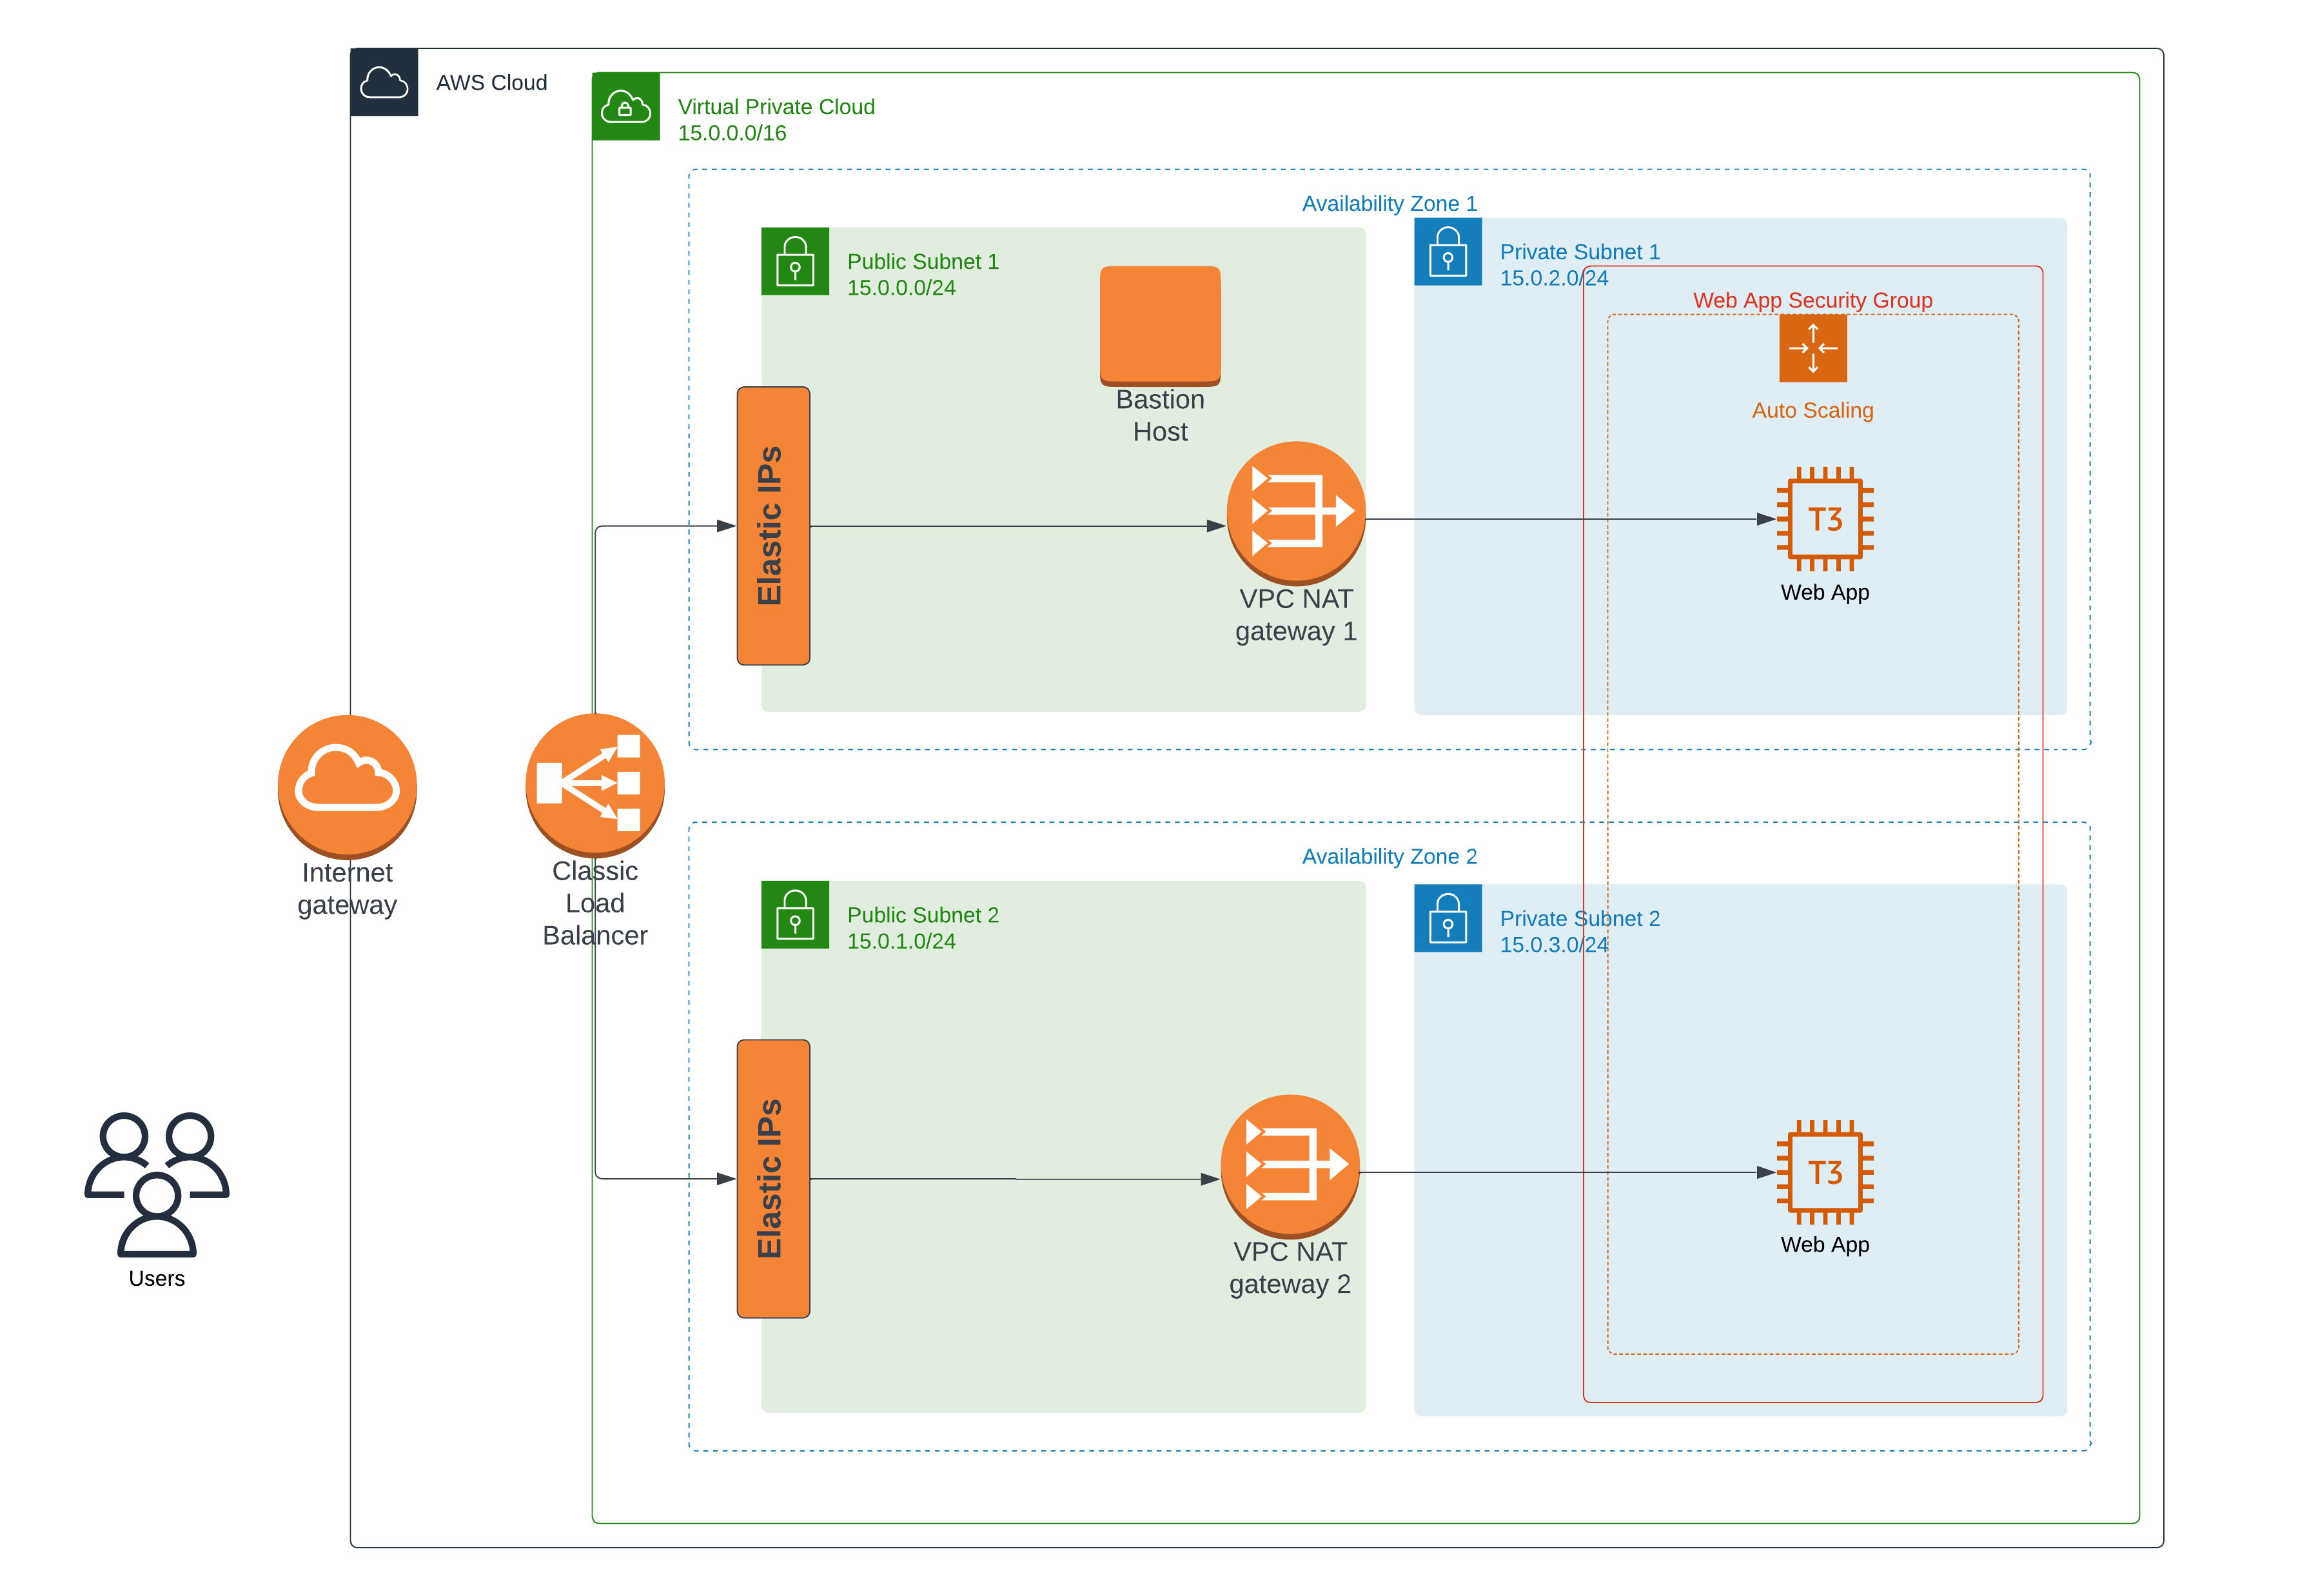 AWS Cloud
Virtual Private Cloud
15.0.0.0/16
Availability Zone 1
Public Subnet 1
15.0.0.0/24
Private Subnet 1
15.0.2.0/24
Web App Security Group
Bastion
Host
Auto Scaling
Elastic IPs
T3
VPC NAT
gateway 1
Web App
Internet
gateway
Classic
Load
Balancer
Availability Zone 2
Public Subnet 2
15.0.1.0/24
Private Subnet 2
15.0.3.0/24
Elastic IPs
T3
VPC NAT
gateway 2
Web App
Users